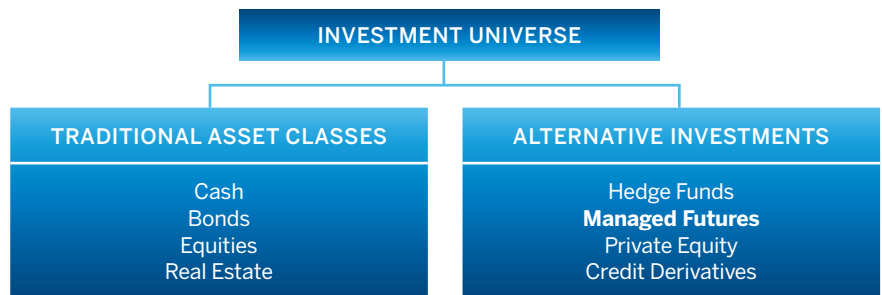 INVESTMENT UNIVERSE
TRADITIONAL ASSET CLASSES
Cash
Bonds
Equities
Real Estate
ALTERNATIVE INVESTMENTS
Hedge Funds
Managed Futures
Private Equity
Credit Derivatives